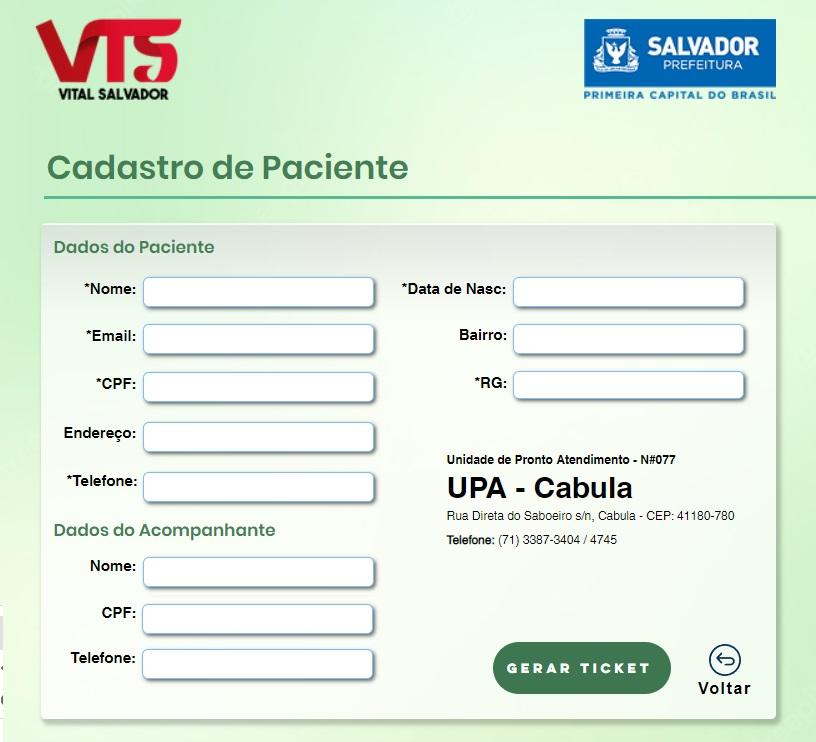 VTS
VITAL SALVADOR
SALVADOR
PREFEITURA
PRIMEIRA CAPITAL DO BRASIL
Cadastro de Paciente
Dados do Paciente
*Nome:
*Data de Nasc:
*Email:
Bairro:
*CPF:
*RG:
Endereço:
*Telefone:
Unidade de Pronto Atendimento - N#077
UPA - Cabula
Rua Direta do Saboeiro s/n, Cabula - CEP: 41180-780
Telefone: (71) 3387-3404 / 4745
Dados do Acompanhante
Nome:
CPF:
Telefone:
GERAR TICKET
Voltar